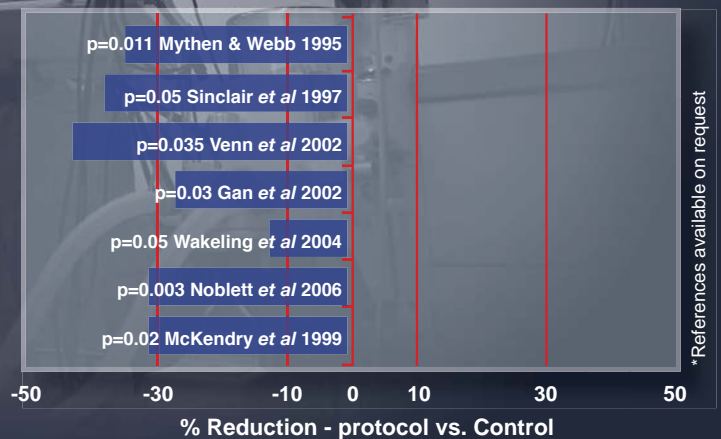 p=0.011 Mythen & Webb 1995
p=0.05 Sinclair et al 1997
p=0.035 Venn et al 2002
p=0.03 Gan et al 2002
p=0.05 Wakeling et al 2004
p=0.003 Noblett et al 2006
p=0.02 McKendry et al 1999
-50 -30 -10 0 10 30 50
% Reduction - protocol vs. Control
*References available on request